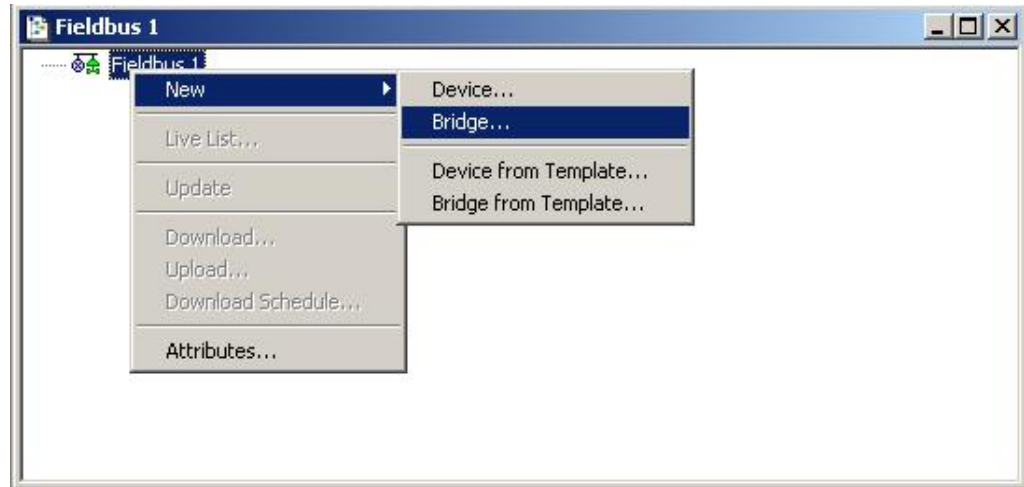 Fieldbus 1
Fieldbus 1
New
Live List...
Update
Download...
Upload...
Download Schedule...
Attributes...
Device...
Bridge...
Device from Template...
Bridge from Template...